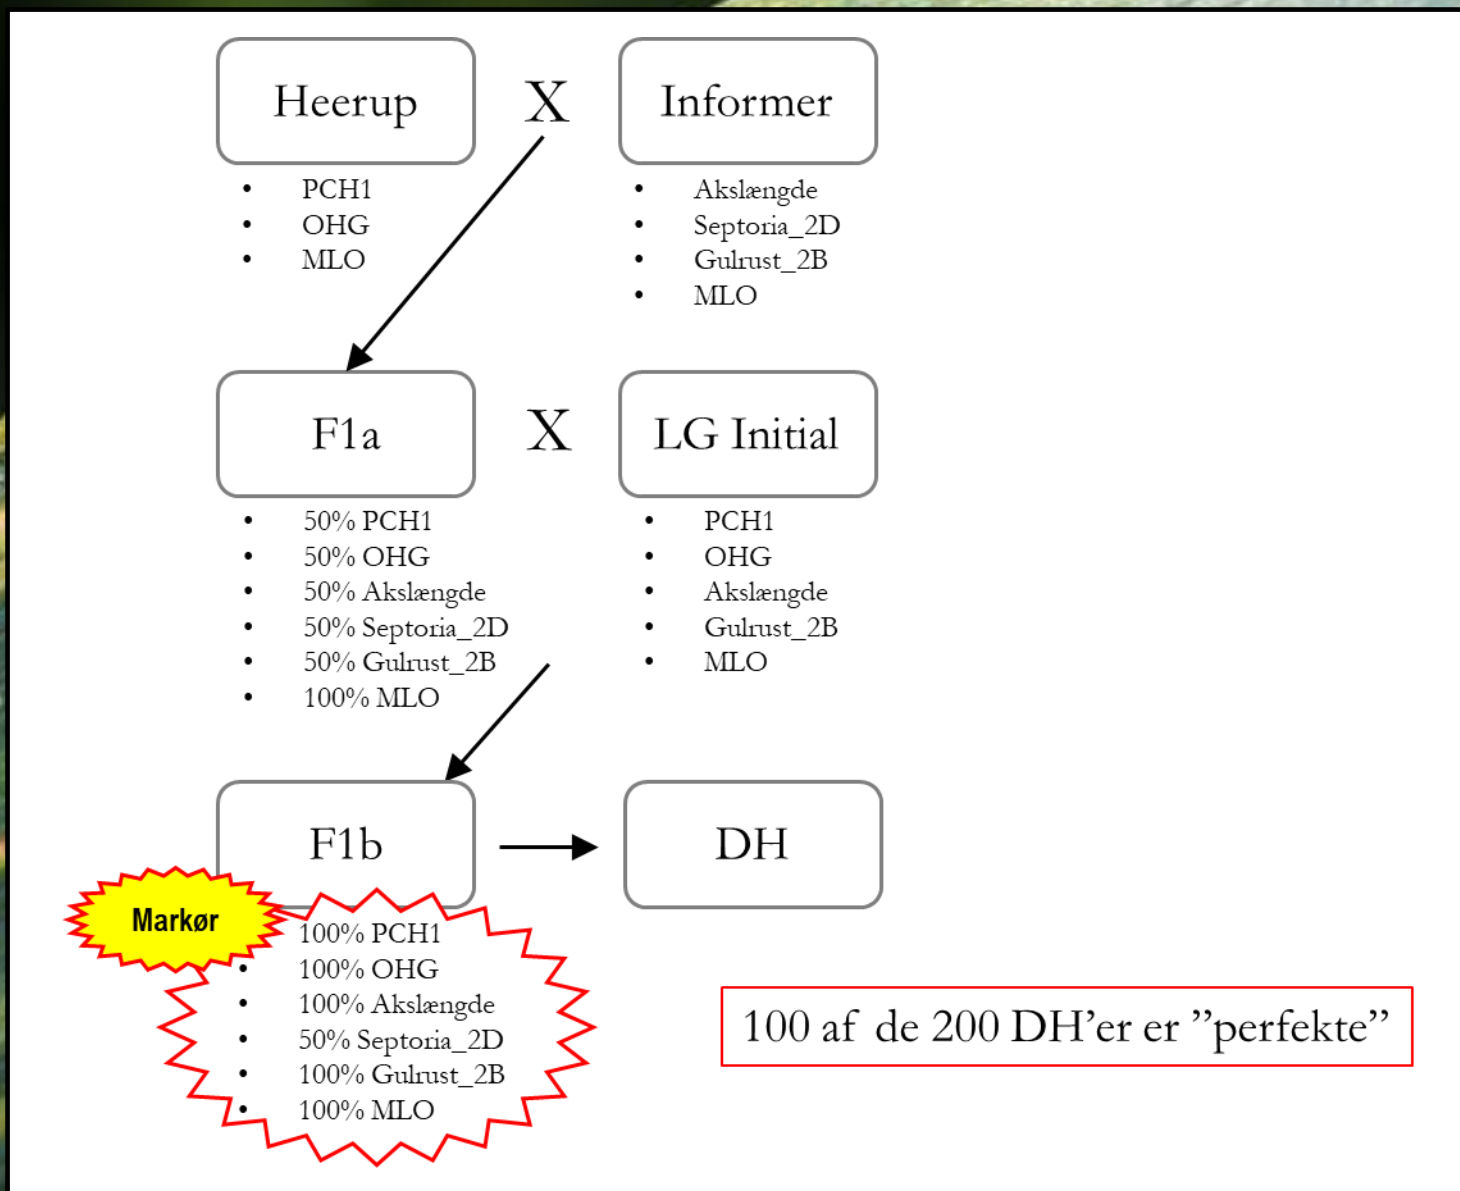 Heerup
X
Informer
• PCH1
• OHG
• MLO
• Akslængde
• Septoria_2D
• Gulrust_2B
• MLO
F1a
X
LG Initial
• 50% PCH1
• 50% OHG
• 50% Akslængde
• 50% Septoria_2D
• 50% Gulrust_2B
• 100% MLO
• PCH1
• OHG
• Akslængde
• Gulrust_2B
• MLO
F1b
DH
Markør
100% PCH1
• 100% OHG
• 100% Akslængde
• 50% Septoria_2D
• 100% Gulrust_2B
• 100% MLO
100 af de 200 DH’er er ”perfekte”